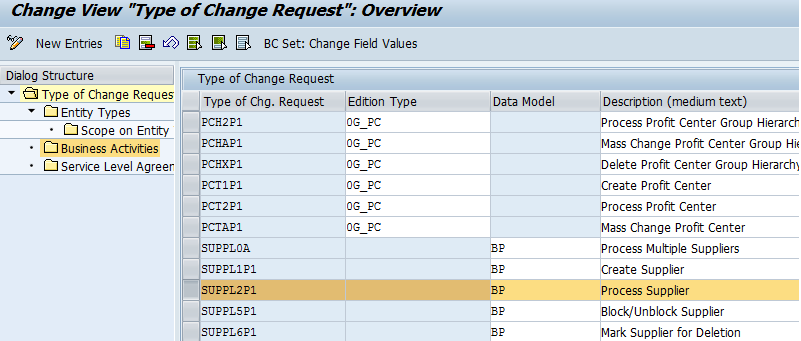 Change View "Type of Change Request": Overview
New Entries BC Set: Change Field Values
Dialog Structure
Type of Change Reques
Entity Types
Scope on Entity
Business Activities
Service Level Agreen
Type of Change Request
Type of Chg. Request Edition Type Data Model Description (medium text)
PCH2P1 0G_PC Process Profit Center Group Hierarch
PCHAP1 0G_PC Mass Change Profit Center Group Hie
PCHXP1 0G_PC Delete Profit Center Group Hierarchy
PCT1P1 0G_PC Create Profit Center
PCT2P1 0G_PC Process Profit Center
PCTAP1 0G_PC Mass Change Profit Center
SUPPL0A BP Process Multiple Suppliers
SUPPL1P1 BP Create Supplier
SUPPL2P1 BP Process Supplier
SUPPL5P1 BP Block/Unblock Supplier
SUPPL6P1 BP Mark Supplier for Deletion